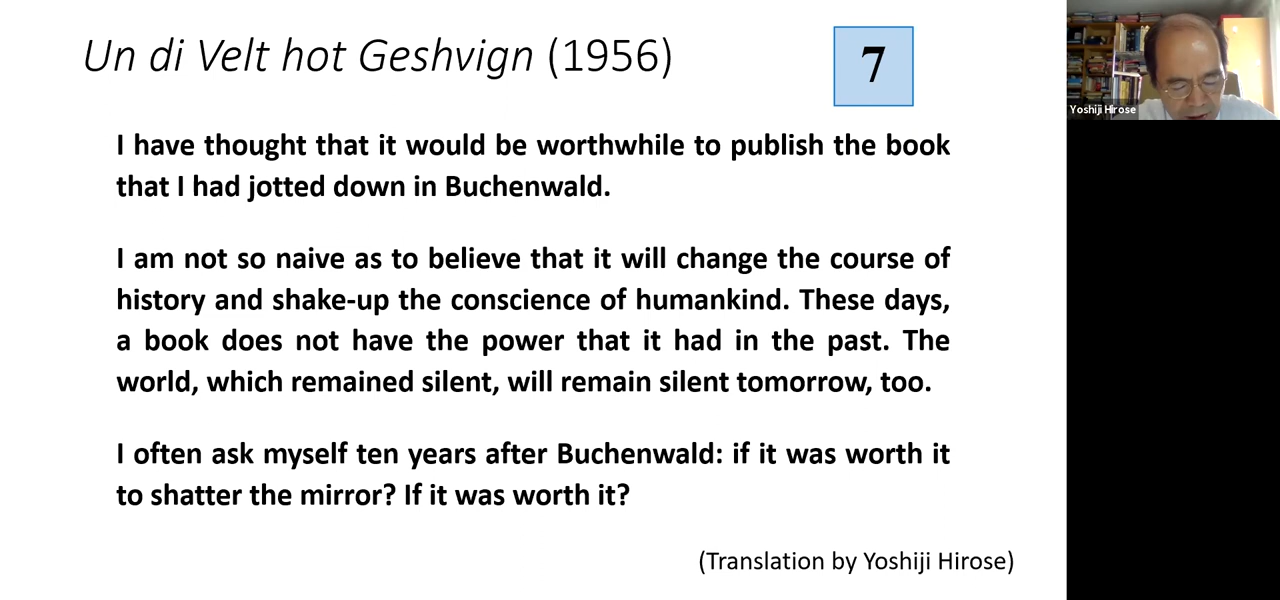 Un di Velt hot Geshvign (1956)
7
Yoshiji Hirose
I have thought that it would be worthwhile to publish the book
that I had jotted down in Buchenwald.
I am not so naive as to believe that it will change the course of
history and shake-up the conscience of humankind. These days,
a book does not have the power that it had in the past. The
world, which remained silent, will remain silent tomorrow, too.
I often ask myself ten years after Buchenwald: if it was worth it
to shatter the mirror? If it was worth it?
(Translation by Yoshiji Hirose)